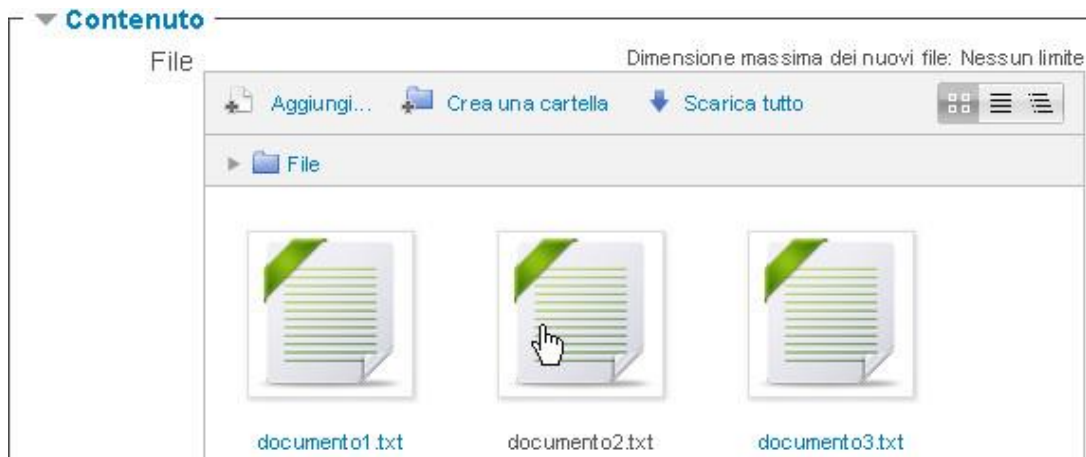 Contenuto
File
Dimensione massima dei nuovi file: Nessun limite
Aggiungi... Crea una cartella Scarica tutto
File
documento1.txt documento2.txt documento3.txt